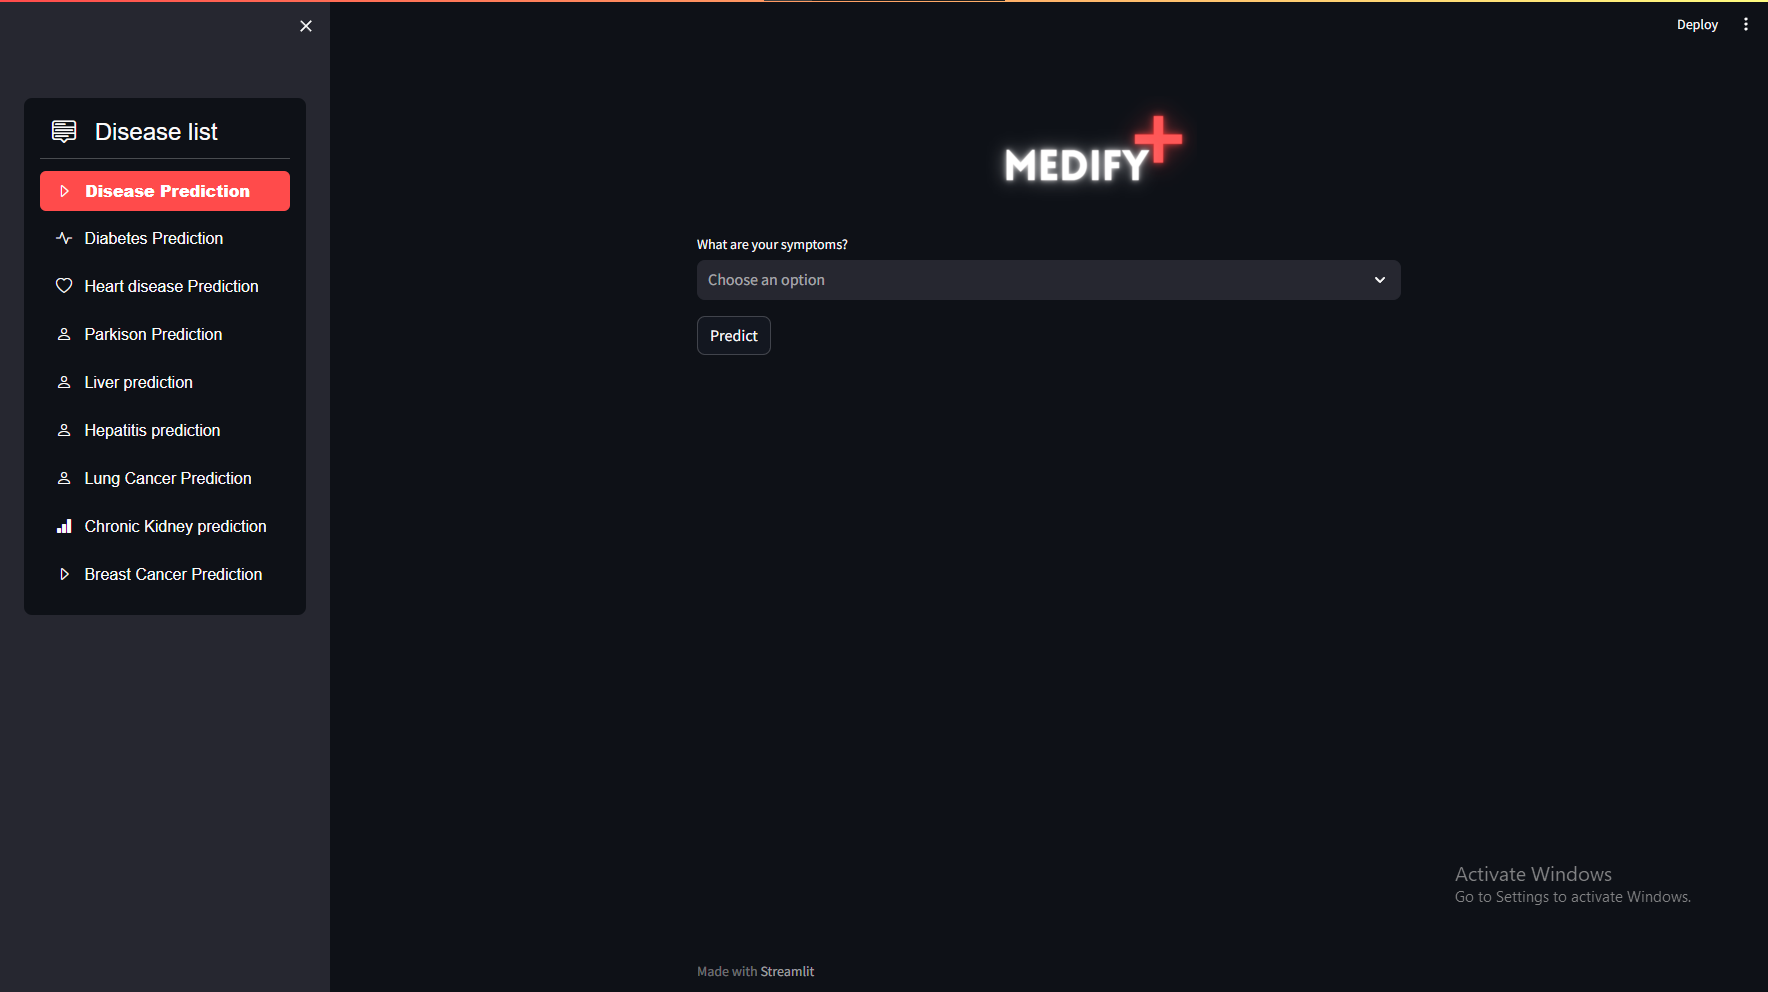 Deploy
Disease list
Disease Prediction
Diabetes Prediction
Heart disease Prediction
Parkison Prediction
Liver prediction
Hepatitis prediction
Lung Cancer Prediction
Chronic Kidney prediction
Breast Cancer Prediction
MEDIFY
What are your symptoms?
Choose an option
Predict
Activate Windows
Go to Settings to activate Windows.
Made with Streamlit